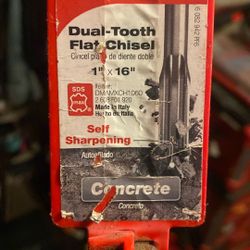 Dual-Tooth
Flat Chisel
Cincel plano de diente doble
1" x 16"
SDS
max
Made in Italy
Hecho en Italia
Self
Sharpening
Autoafilado
Concrete
Concreto